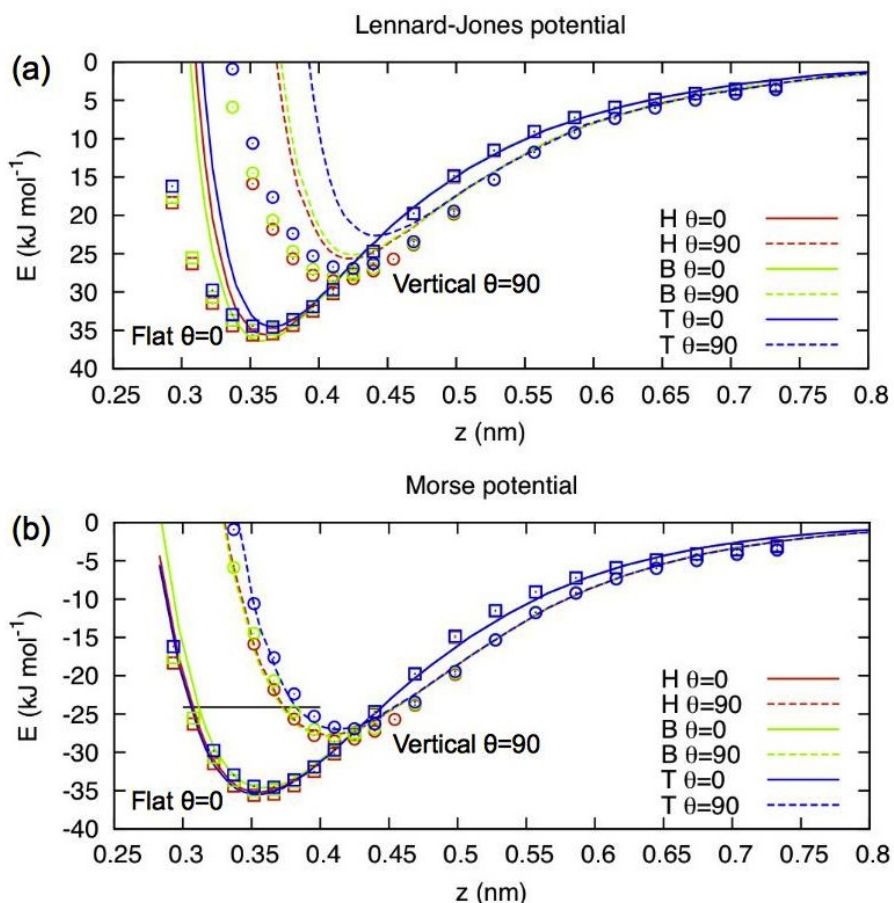 Lennard-Jones potential
(a)
0
5
10
15
20
25
30
35
40
E (kJ mol⁻¹)
H θ=0
H θ=90
B θ=0
B θ=90
T θ=0
T θ=90
Vertical θ=90
Flat θ=0
0.25 0.3 0.35 0.4 0.45 0.5 0.55 0.6 0.65 0.7 0.75 0.8
z (nm)
Morse potential
(b)
0
-5
-10
-15
-20
-25
-30
-35
-40
E (kJ mol⁻¹)
H θ=0
H θ=90
B θ=0
B θ=90
T θ=0
T θ=90
Vertical θ=90
Flat θ=0
0.25 0.3 0.35 0.4 0.45 0.5 0.55 0.6 0.65 0.7 0.75 0.8
z (nm)